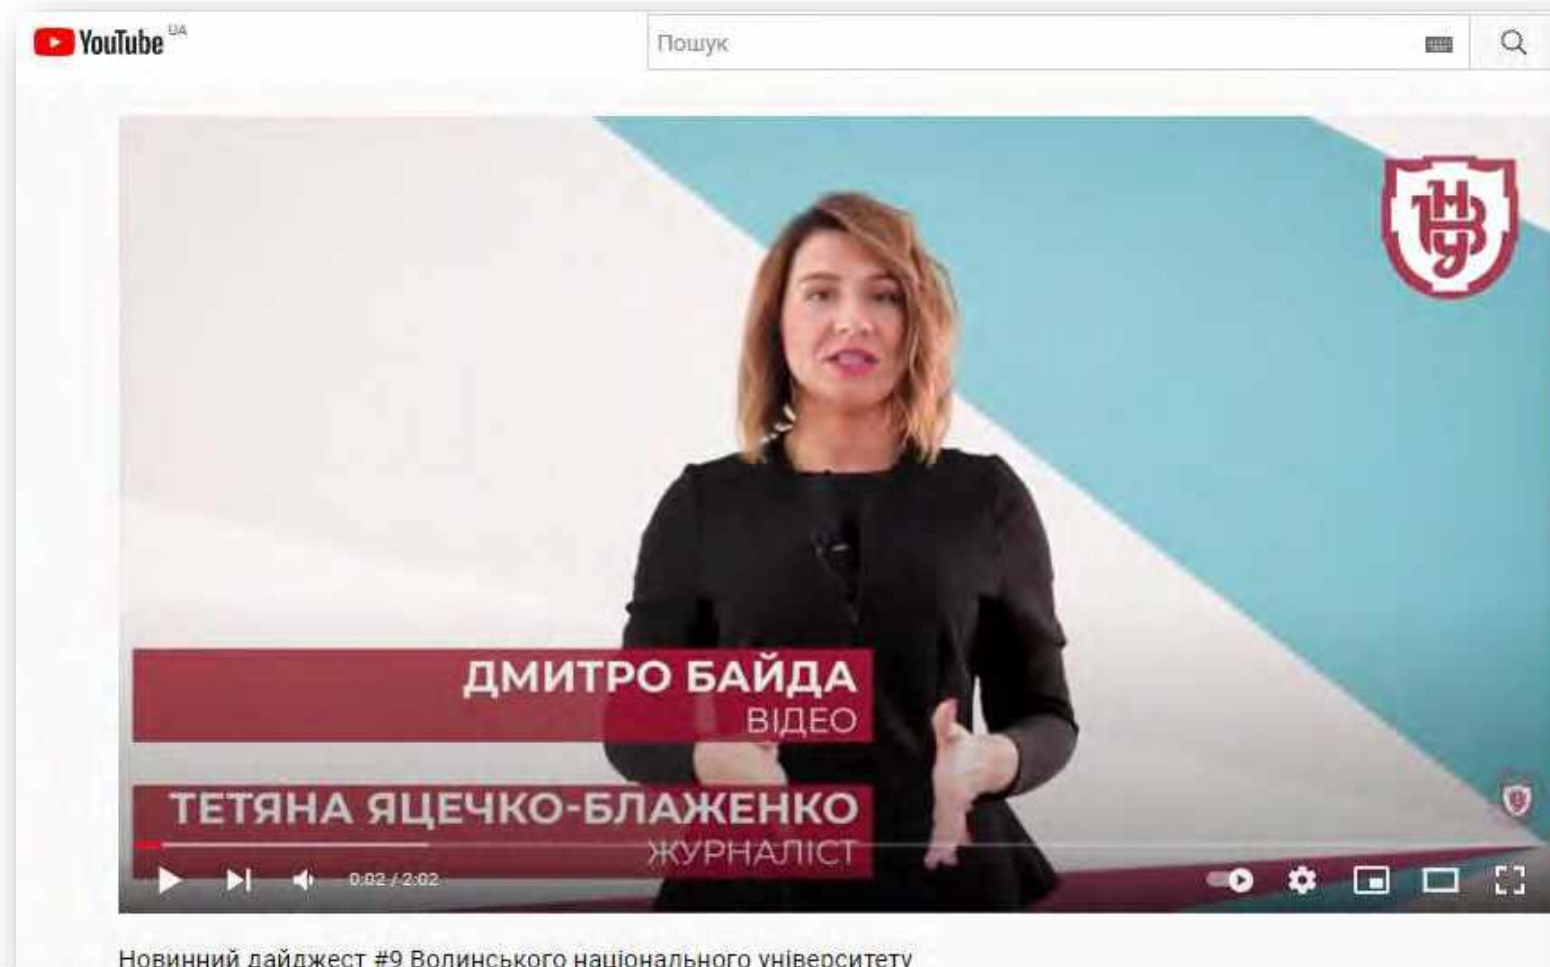 YouTube UA
Пошук
ВНУ
ДМИТРО БАЙДА
ВІДЕО
ТЕТЯНА ЯЦЕЧКО-БЛАЖЕНКО
ЖУРНАЛІСТ
0:02 / 2:02
Новинний дайджест #9 Волинського національного університету